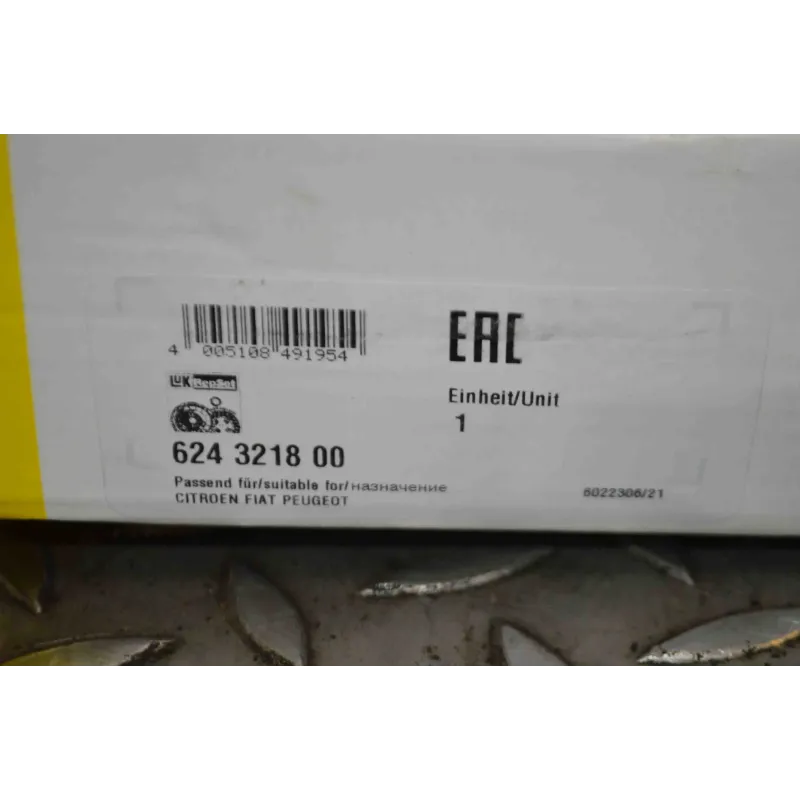 4 005108 491954
EAC
LuK RepSet
Einheit/Unit
1
624 3218 00
Passend für/suitable for/назначение
CITROEN FIAT PEUGEOT
6022306/21